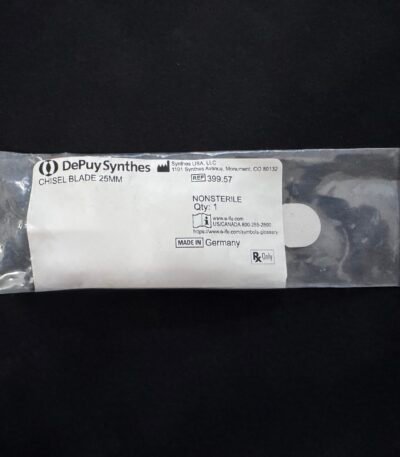 DePuy Synthes
Synthes USA, LLC
1101 Synthes Avenue, Monument, CO 80132
CHISEL BLADE 25MM
REF 399.57
NONSTERILE
Qty: 1
www.e-ifu.com
US/CANADA 800-255-2500
https://www.e-ifu.com/symbols-glossary
MADE IN Germany
Rx Only